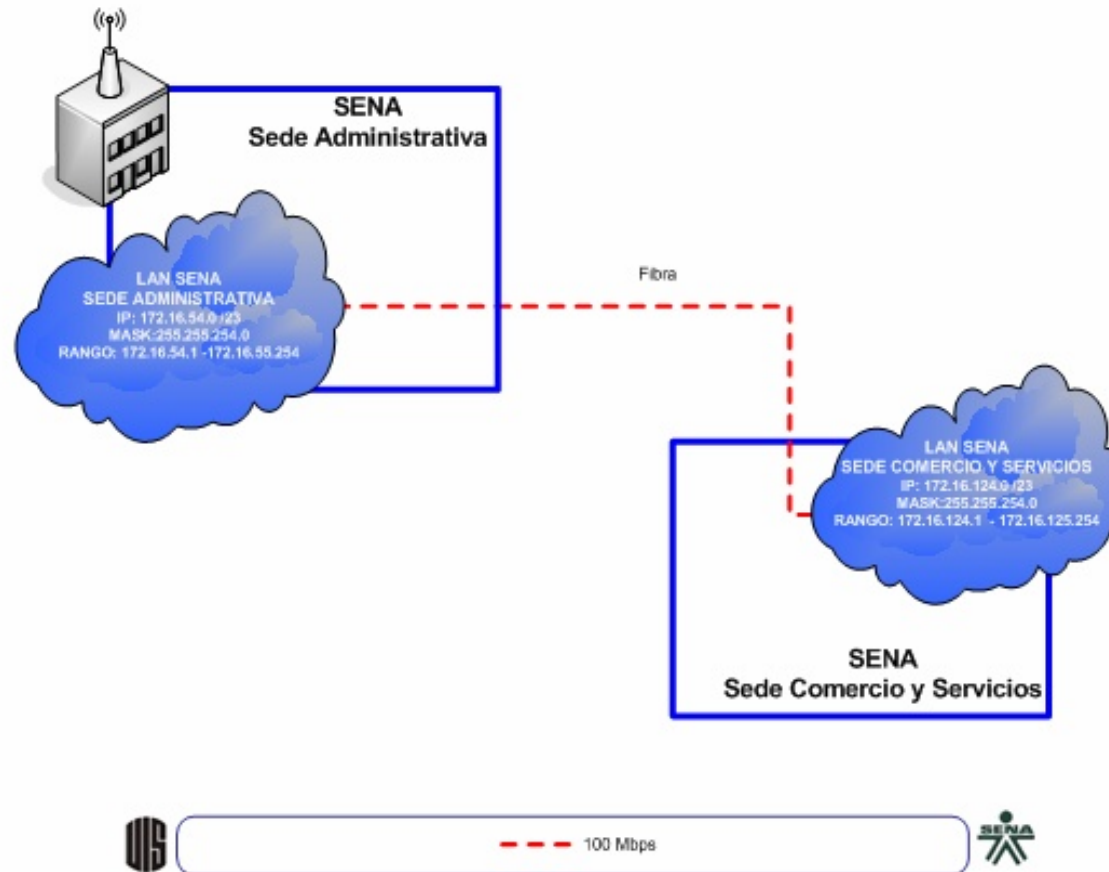 SENA
Sede Administrativa
LAN SENA
SEDE ADMINISTRATIVA
IP: 172.16.54.0 /23
MASK:255.255.254.0
RANGO: 172.16.54.1 -172.16.55.254
Fibra
LAN SENA
SEDE COMERCIO Y SERVICIOS
IP: 172.16.124.0 /23
MASK:255.255.254.0
RANGO: 172.16.124.1 - 172.16.125.254
SENA
Sede Comercio y Servicios
UIS
100 Mbps
SENA